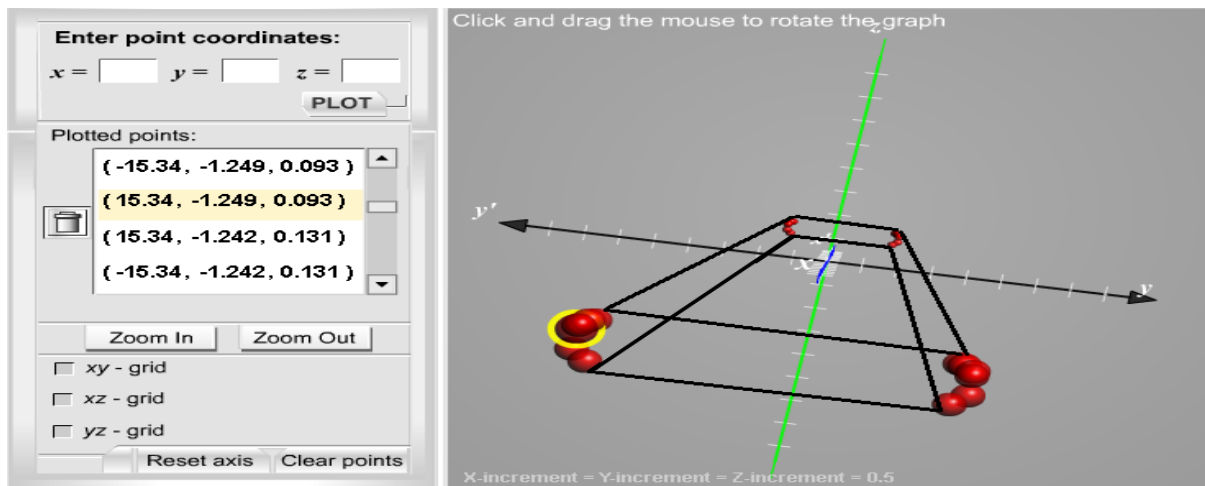 Enter point coordinates:
x = y = z =
PLOT
Plotted points:
( -15.34, -1.249, 0.093 )
( 15.34, -1.249, 0.093 )
( 15.34, -1.242, 0.131 )
( -15.34, -1.242, 0.131 )
Zoom In Zoom Out
xy - grid
xz - grid
yz - grid
Reset axis Clear points
Click and drag the mouse to rotate the graph
z
y'
x'
x
y
X-increment = Y-increment = Z-increment = 0.5